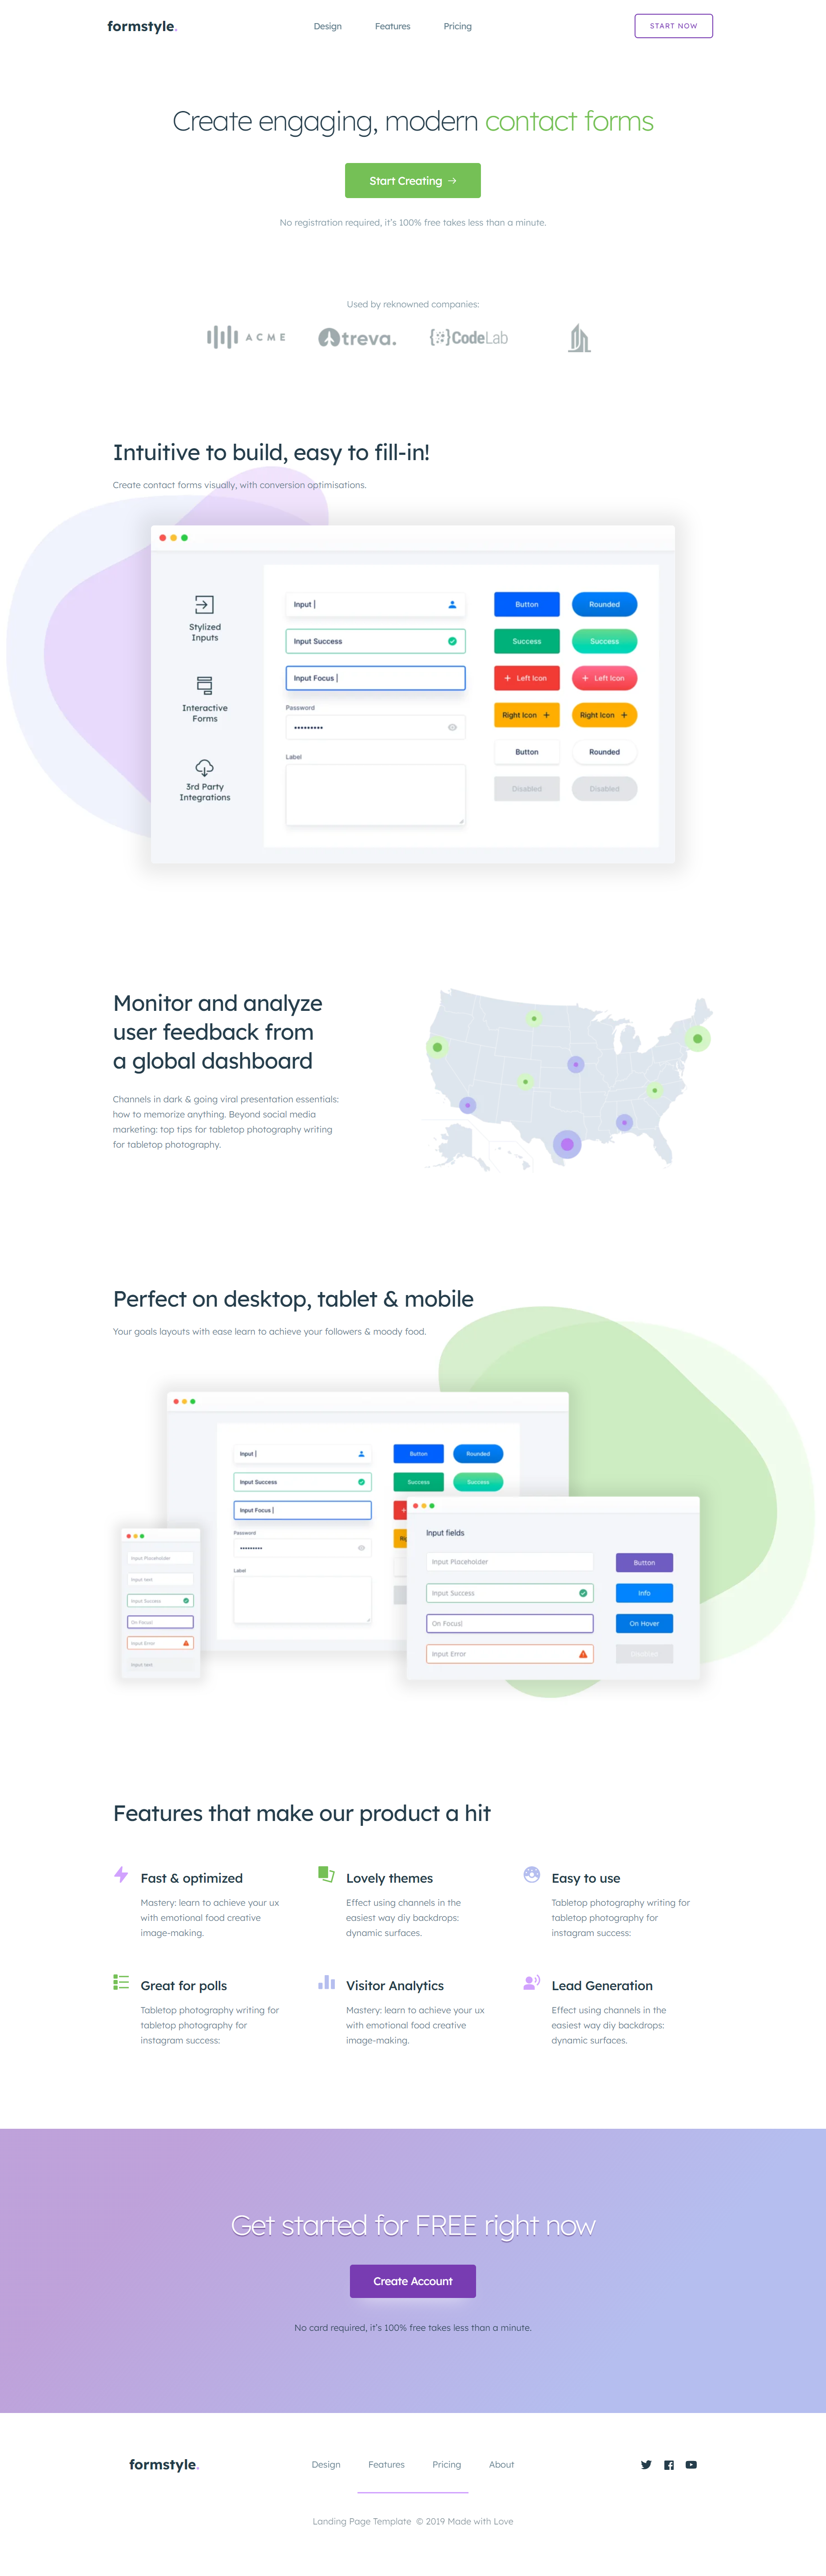 formstyle.
Design
Features
Pricing
START NOW
Create engaging, modern contact forms
Start Creating →
No registration required, it's 100% free takes less than a minute.
Used by reknowned companies:
ACME
treva.
{CodeLab
Intuitive to build, easy to fill-in!
Create contact forms visually, with conversion optimisations.
Stylized
Inputs
Interactive
Forms
3rd Party
Integrations
Input
Input Success
Input Focus
Password
Label
Button
Rounded
Success
Success
+ Left Icon
+ Left Icon
Right Icon +
Right Icon +
Button
Rounded
Disabled
Disabled
Monitor and analyze
user feedback from
a global dashboard
Channels in dark & going viral presentation essentials:
how to memorize anything. Beyond social media
marketing: top tips for tabletop photography writing
for tabletop photography.
Perfect on desktop, tablet & mobile
Your goals layouts with ease learn to achieve your followers & moody food.
Input
Input Success
Input Focus
Password
Label
Button
Rounded
Success
Success
Input Placeholder
Input text
Input Success
On Focus|
Input Error
Input text
Input fields
Input Placeholder
Input Success
On Focus|
Input Error
Button
Info
On Hover
Features that make our product a hit
Fast & optimized
Mastery: learn to achieve your ux
with emotional food creative
image-making.
Lovely themes
Effect using channels in the
easiest way diy backdrops:
dynamic surfaces.
Easy to use
Tabletop photography writing for
tabletop photography for
instagram success:
Great for polls
Tabletop photography writing for
tabletop photography for
instagram success:
Visitor Analytics
Mastery: learn to achieve your ux
with emotional food creative
image-making.
Lead Generation
Effect using channels in the
easiest way diy backdrops:
dynamic surfaces.
Get started for FREE right now
Create Account
No card required, it's 100% free takes less than a minute.
formstyle.
Design
Features
Pricing
About
Landing Page Template © 2019 Made with Love